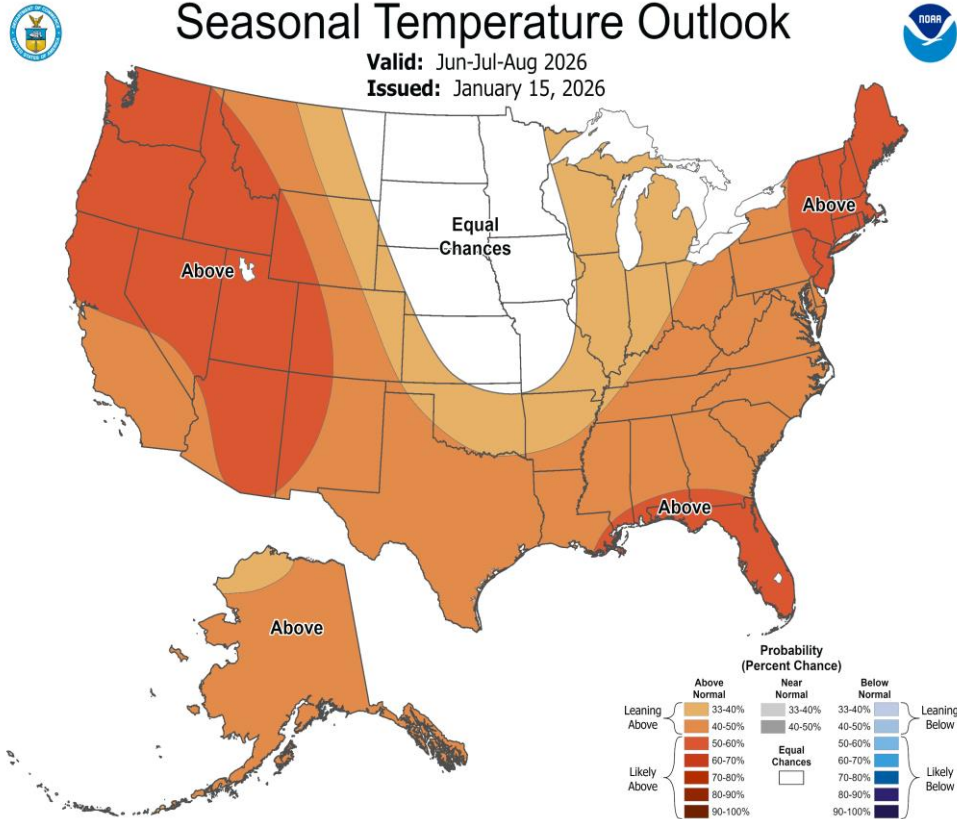 Seasonal Temperature Outlook
Valid: Jun-Jul-Aug 2026
Issued: January 15, 2026
NOAA
Above
Equal
Chances
Above
Above
Above
Probability
(Percent Chance)
Above
Normal
Near
Normal
Below
Normal
Leaning
Above
33-40%
40-50%
33-40%
40-50%
33-40%
40-50%
Leaning
Below
Likely
Above
50-60%
60-70%
70-80%
80-90%
90-100%
Equal
Chances
50-60%
60-70%
70-80%
80-90%
90-100%
Likely
Below